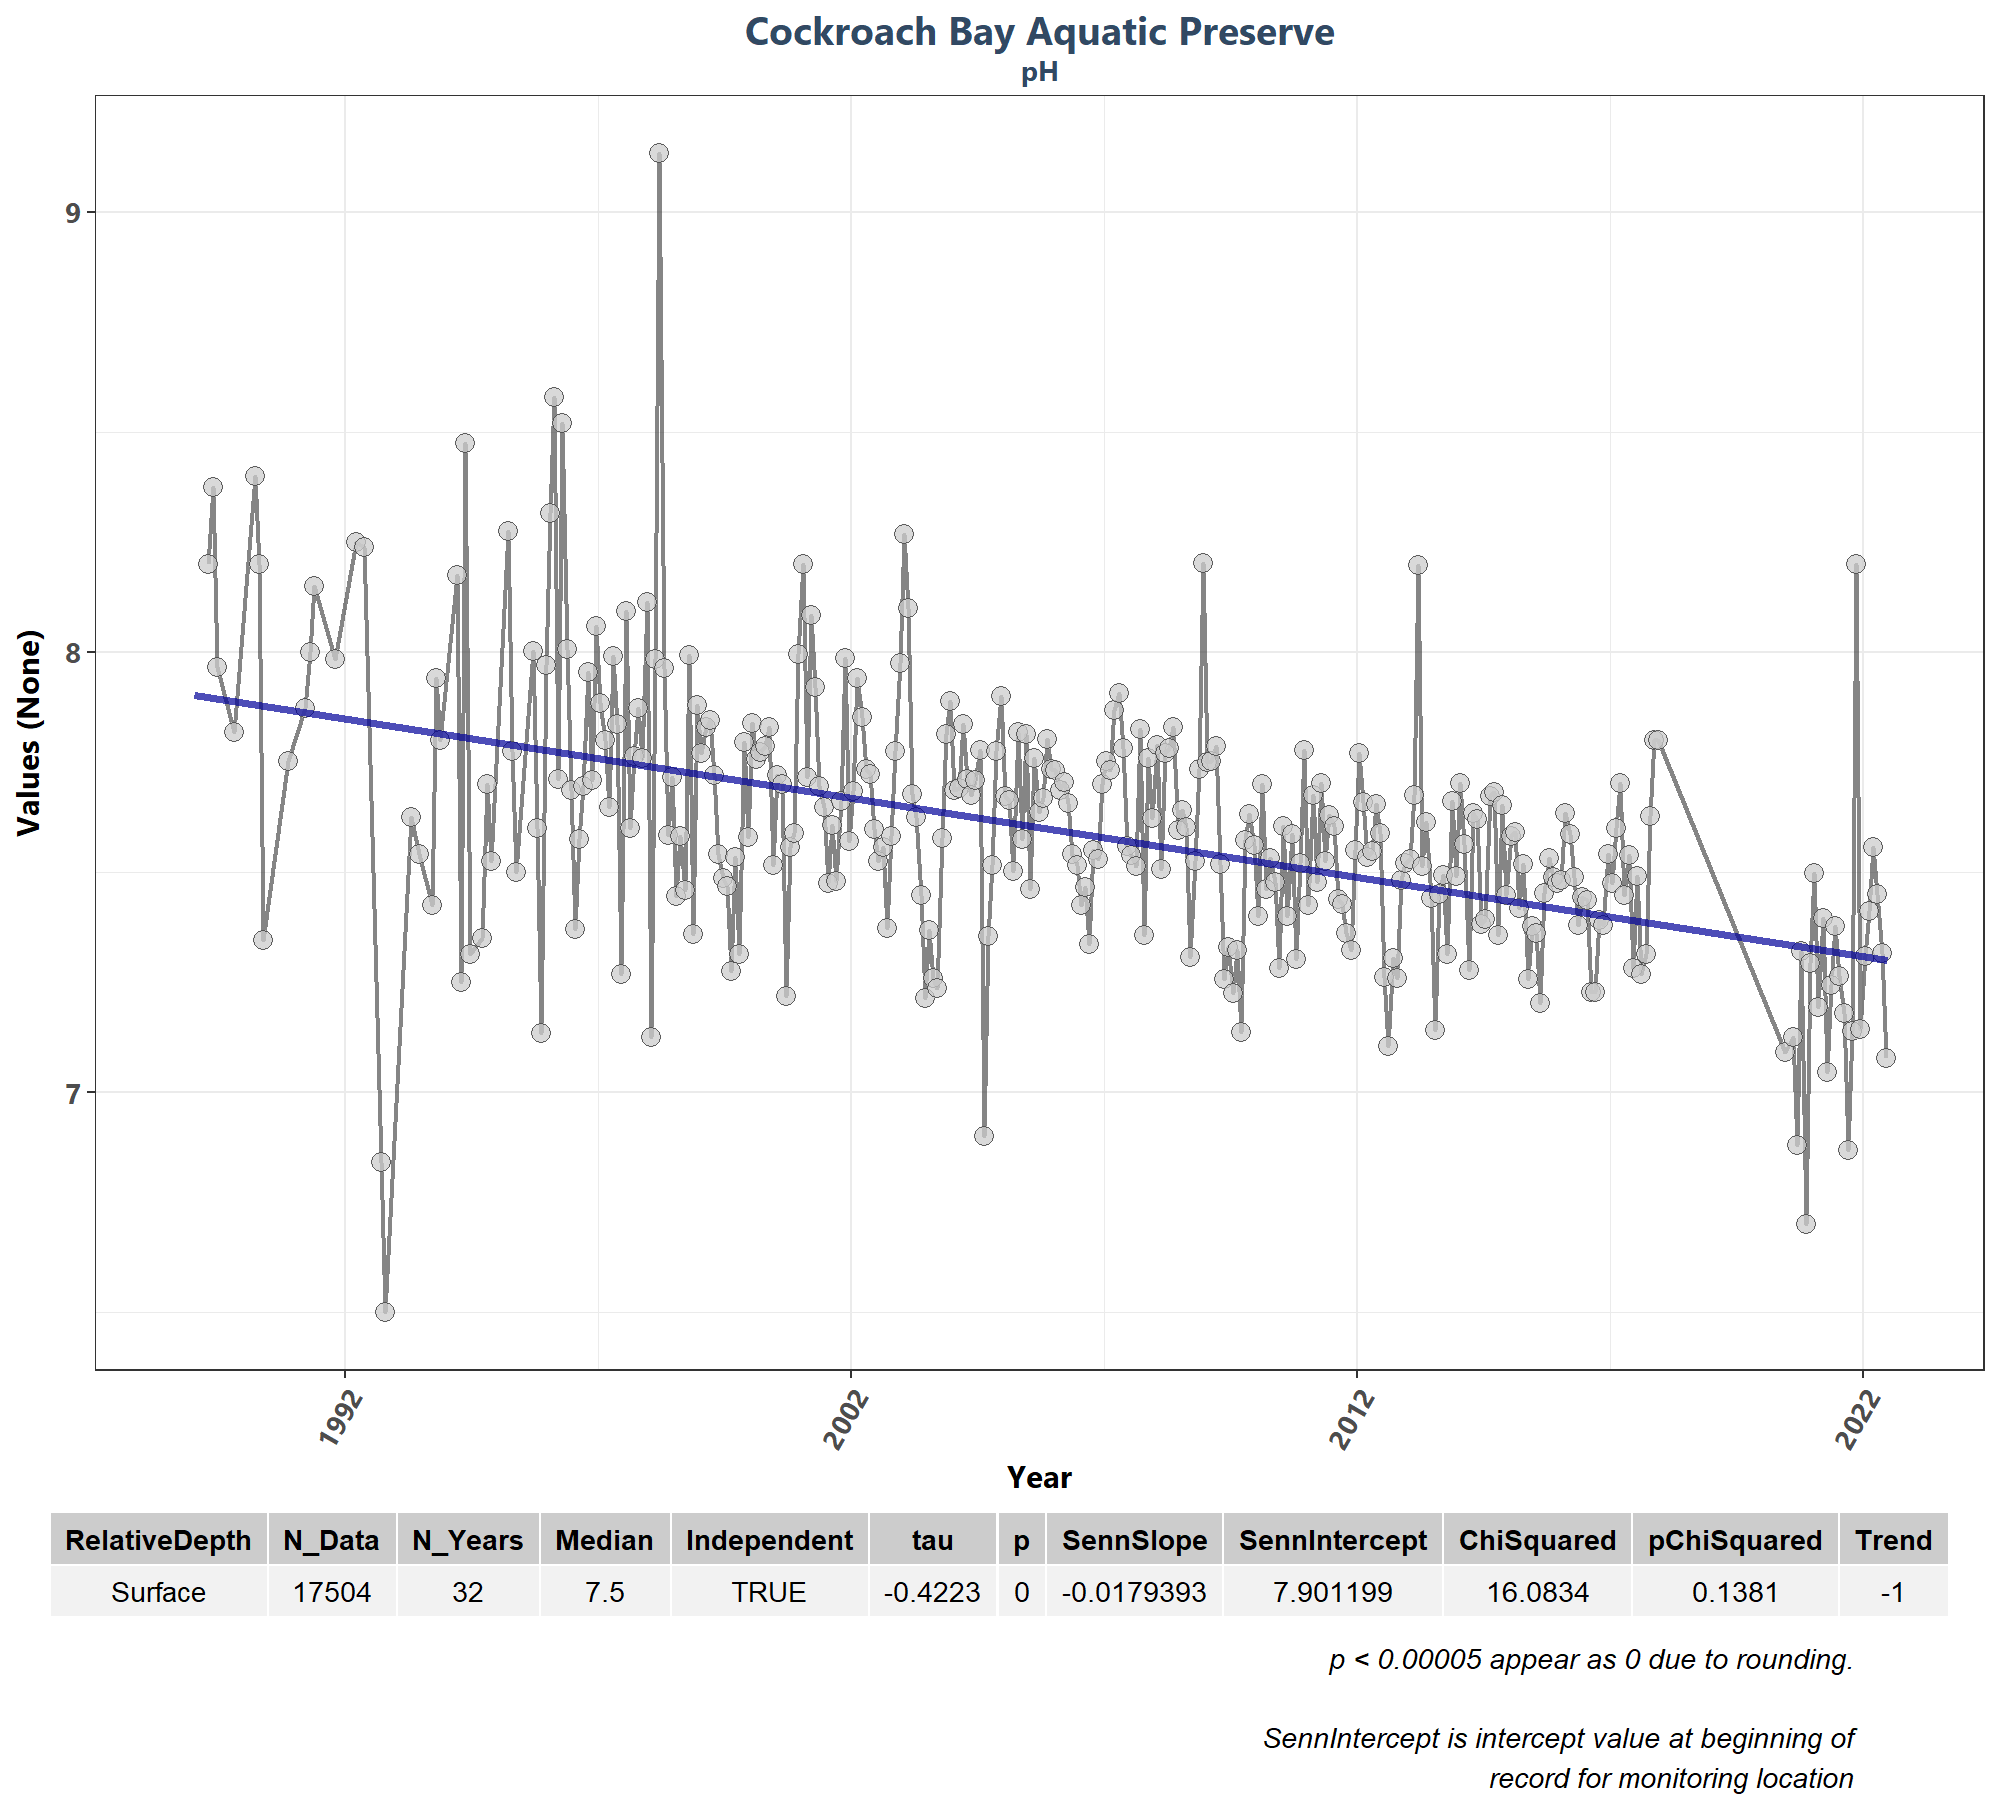 Cockroach Bay Aquatic Preserve
pH
9
8
7
Values (None)
1992
2002
2012
2022
Year
RelativeDepth N_Data N_Years Median Independent tau p SennSlope SennIntercept ChiSquared pChiSquared Trend
Surface 17504 32 7.5 TRUE -0.4223 0 -0.0179393 7.901199 16.0834 0.1381 -1
p < 0.00005 appear as 0 due to rounding.
SennIntercept is intercept value at beginning of
record for monitoring location